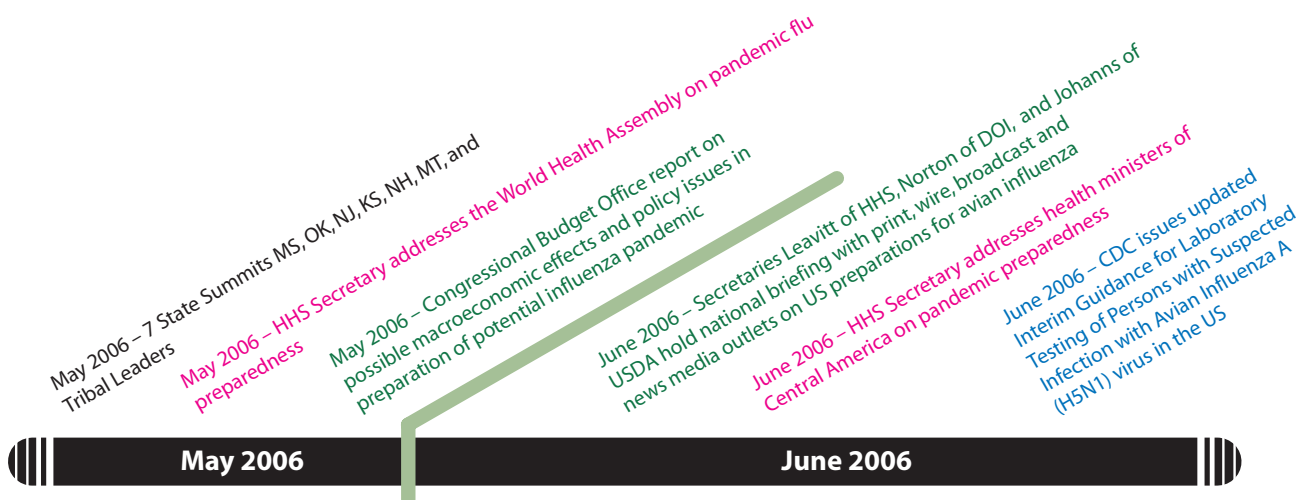 May 2006 – 7 State Summits MS, OK, NJ, KS, NH, MT, and
Tribal Leaders
May 2006 – HHS Secretary addresses the World Health Assembly on pandemic flu
preparedness
May 2006 – Congressional Budget Office report on
possible macroeconomic effects and policy issues in
preparation of potential influenza pandemic
June 2006 – Secretaries Leavitt of HHS, Norton of DOI, and Johanns of
USDA hold national briefing with print, wire, broadcast and
news media outlets on US preparations for avian influenza
June 2006 – HHS Secretary addresses health ministers of
Central America on pandemic preparedness
June 2006 – CDC issues updated
Interim Guidance for Laboratory
Testing of Persons with Suspected
Infection with Avian Influenza A
(H5N1) virus in the US
May 2006
June 2006